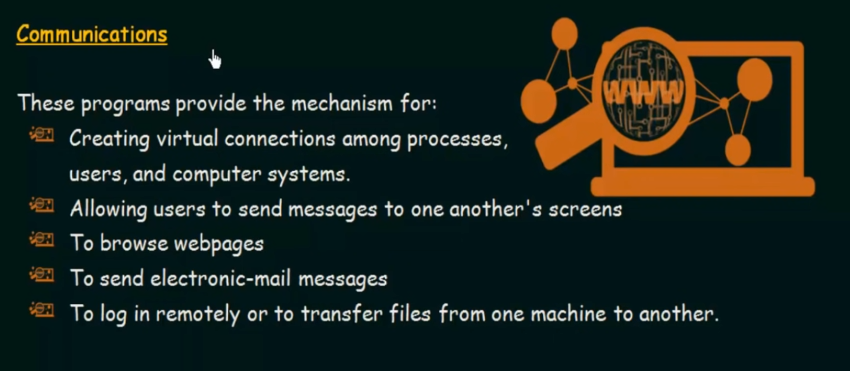 Communications
WWW
These programs provide the mechanism for:
Creating virtual connections among processes,
users, and computer systems.
Allowing users to send messages to one another's screens
To browse webpages
To send electronic-mail messages
To log in remotely or to transfer files from one machine to another.